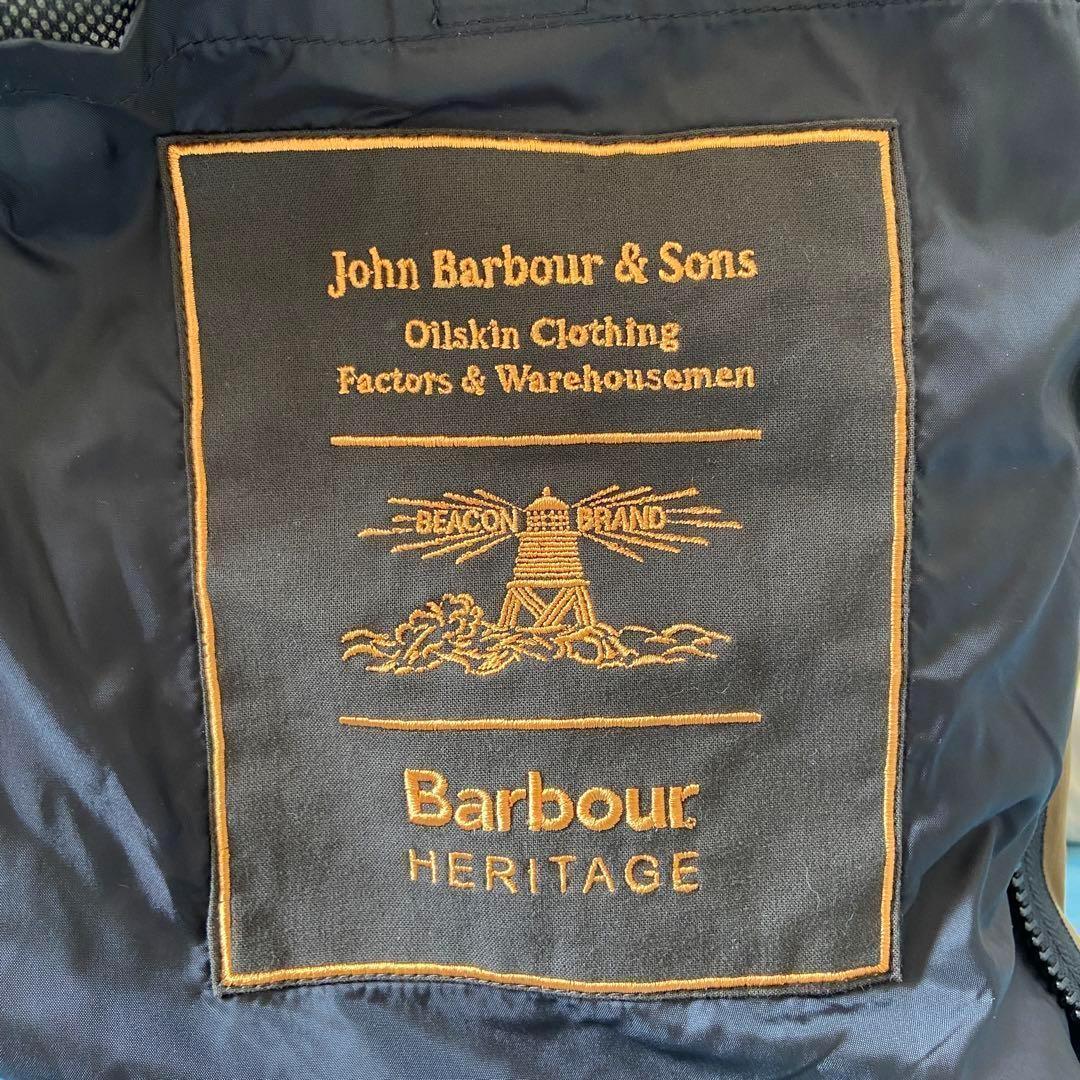 John Barbour & Sons
Oilskin Clothing
Factors & Warehousemen
BEACON BRAND
Barbour
HERITAGE